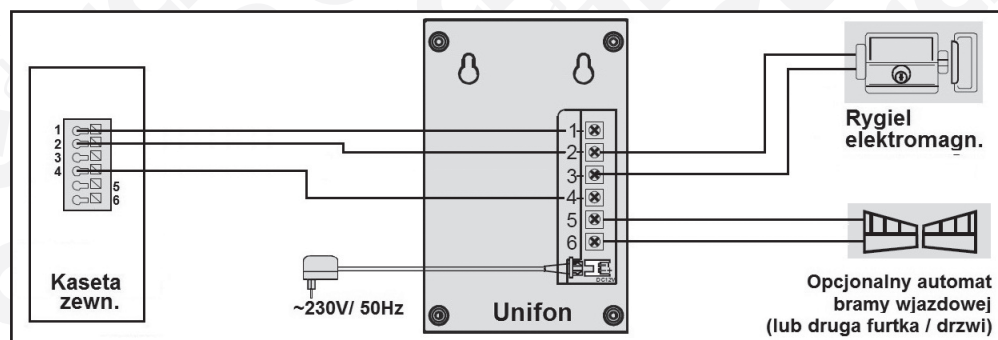 1
2
3
4
5
6
Kaseta
zewn.
~230V/ 50Hz
1
2
3
4
5
6
DC12V
Unifon
Rygiel
elektromagn.
Opcjonalny automat
bramy wjazdowej
(lub druga furtka / drzwi)